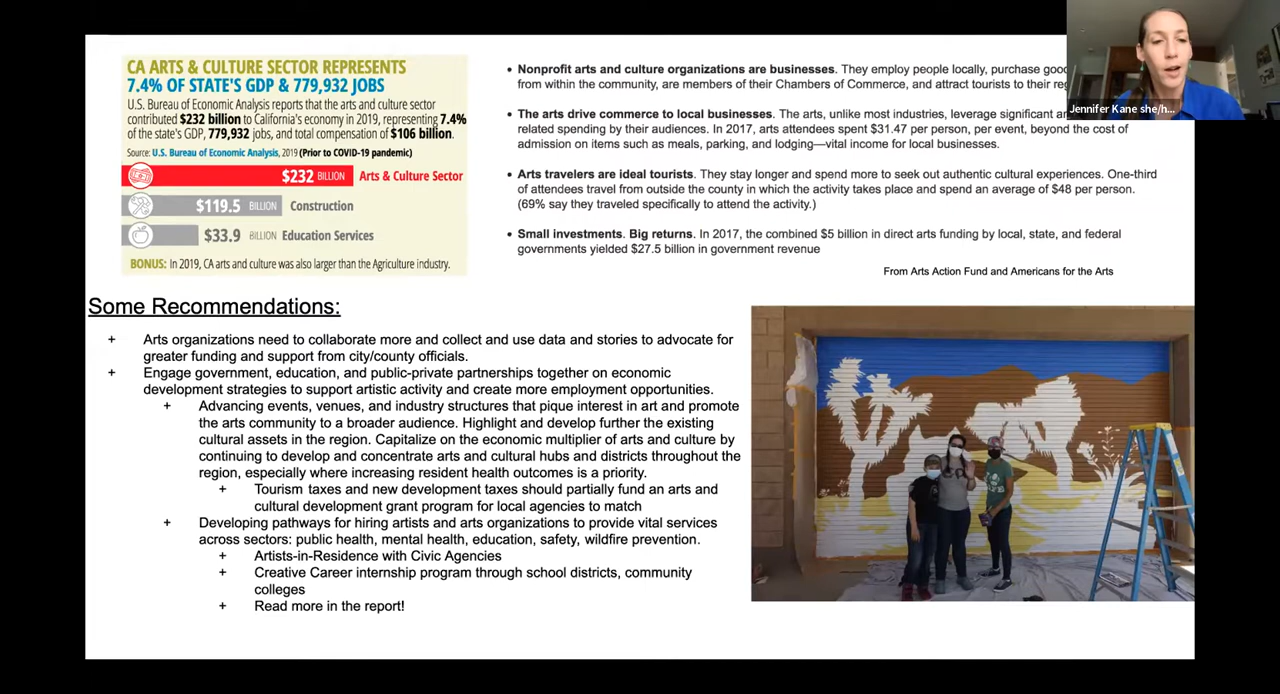 CA ARTS & CULTURE SECTOR REPRESENTS
7.4% OF STATE'S GDP & 779,932 JOBS
U.S. Bureau of Economic Analysis reports that the arts and culture sector
contributed $232 billion to California's economy in 2019, representing 7.4%
of the state's GDP, 779,932 jobs, and total compensation of $106 billion.
Source: U.S. Bureau of Economic Analysis, 2019 (Prior to COVID-19 pandemic)
$232 BILLION Arts & Culture Sector
$119.5 BILLION Construction
$33.9 BILLION Education Services
BONUS: In 2019, CA arts and culture was also larger than the Agriculture industry.
• Nonprofit arts and culture organizations are businesses. They employ people locally, purchase
from within the community, are members of their Chambers of Commerce, and attract tourists to their
• The arts drive commerce to local businesses. The arts, unlike most industries, leverage significant
related spending by their audiences. In 2017, arts attendees spent $31.47 per person, per event, beyond the cost of
admission on items such as meals, parking, and lodging—vital income for local businesses.
• Arts travelers are ideal tourists. They stay longer and spend more to seek out authentic cultural experiences. One-third
of attendees travel from outside the county in which the activity takes place and spend an average of $48 per person.
(69% say they traveled specifically to attend the activity.)
• Small investments. Big returns. In 2017, the combined $5 billion in direct arts funding by local, state, and federal
governments yielded $27.5 billion in government revenue
From Arts Action Fund and Americans for the Arts
Jennifer Kane she/h...
Some Recommendations:
+ Arts organizations need to collaborate more and collect and use data and stories to advocate for
greater funding and support from city/county officials.
+ Engage government, education, and public-private partnerships together on economic
development strategies to support artistic activity and create more employment opportunities.
+ Advancing events, venues, and industry structures that pique interest in art and promote
the arts community to a broader audience. Highlight and develop further the existing
cultural assets in the region. Capitalize on the economic multiplier of arts and culture by
continuing to develop and concentrate arts and cultural hubs and districts throughout the
region, especially where increasing resident health outcomes is a priority.
+ Tourism taxes and new development taxes should partially fund an arts and
cultural development grant program for local agencies to match
+ Developing pathways for hiring artists and arts organizations to provide vital services
across sectors: public health, mental health, education, safety, wildfire prevention.
+ Artists-in-Residence with Civic Agencies
+ Creative Career internship program through school districts, community
colleges
+ Read more in the report!